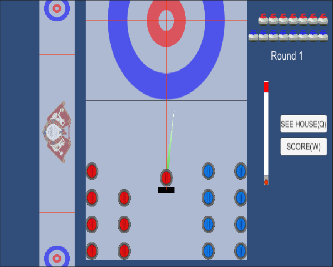 Round 1
SEE HOUSE(Q)
SCORE(W)